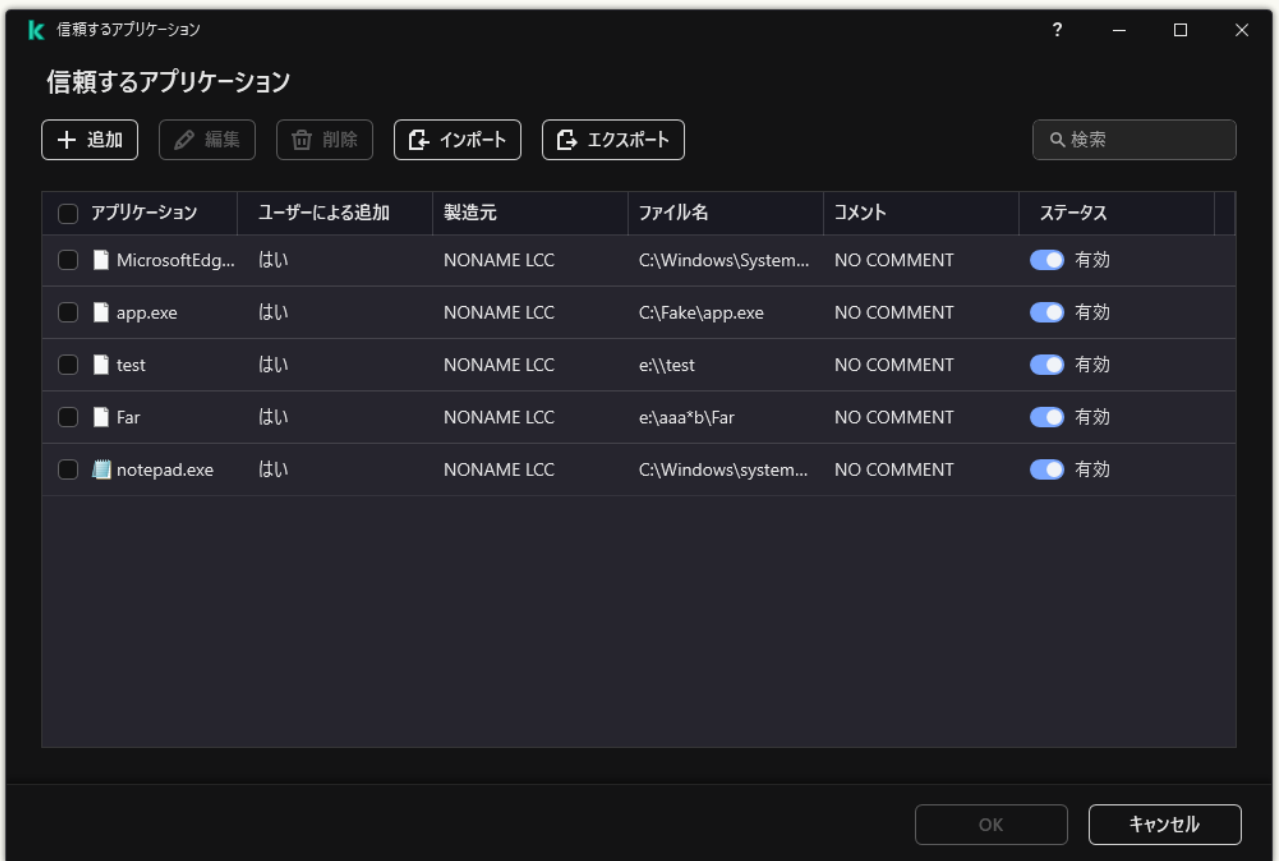 信頼するアプリケーション
?
信頼するアプリケーション
追加 編集 削除 インポート エクスポート 検索
アプリケーション ユーザーによる追加 製造元 ファイル名 コメント ステータス
MicrosoftEdg... はい NONAME LCC C:\Windows\System... NO COMMENT 有効
app.exe はい NONAME LCC C:\Fake\app.exe NO COMMENT 有効
test はい NONAME LCC e:\\test NO COMMENT 有効
Far はい NONAME LCC e:\aaa*b\Far NO COMMENT 有効
notepad.exe はい NONAME LCC C:\Windows\system... NO COMMENT 有効
OK キャンセル